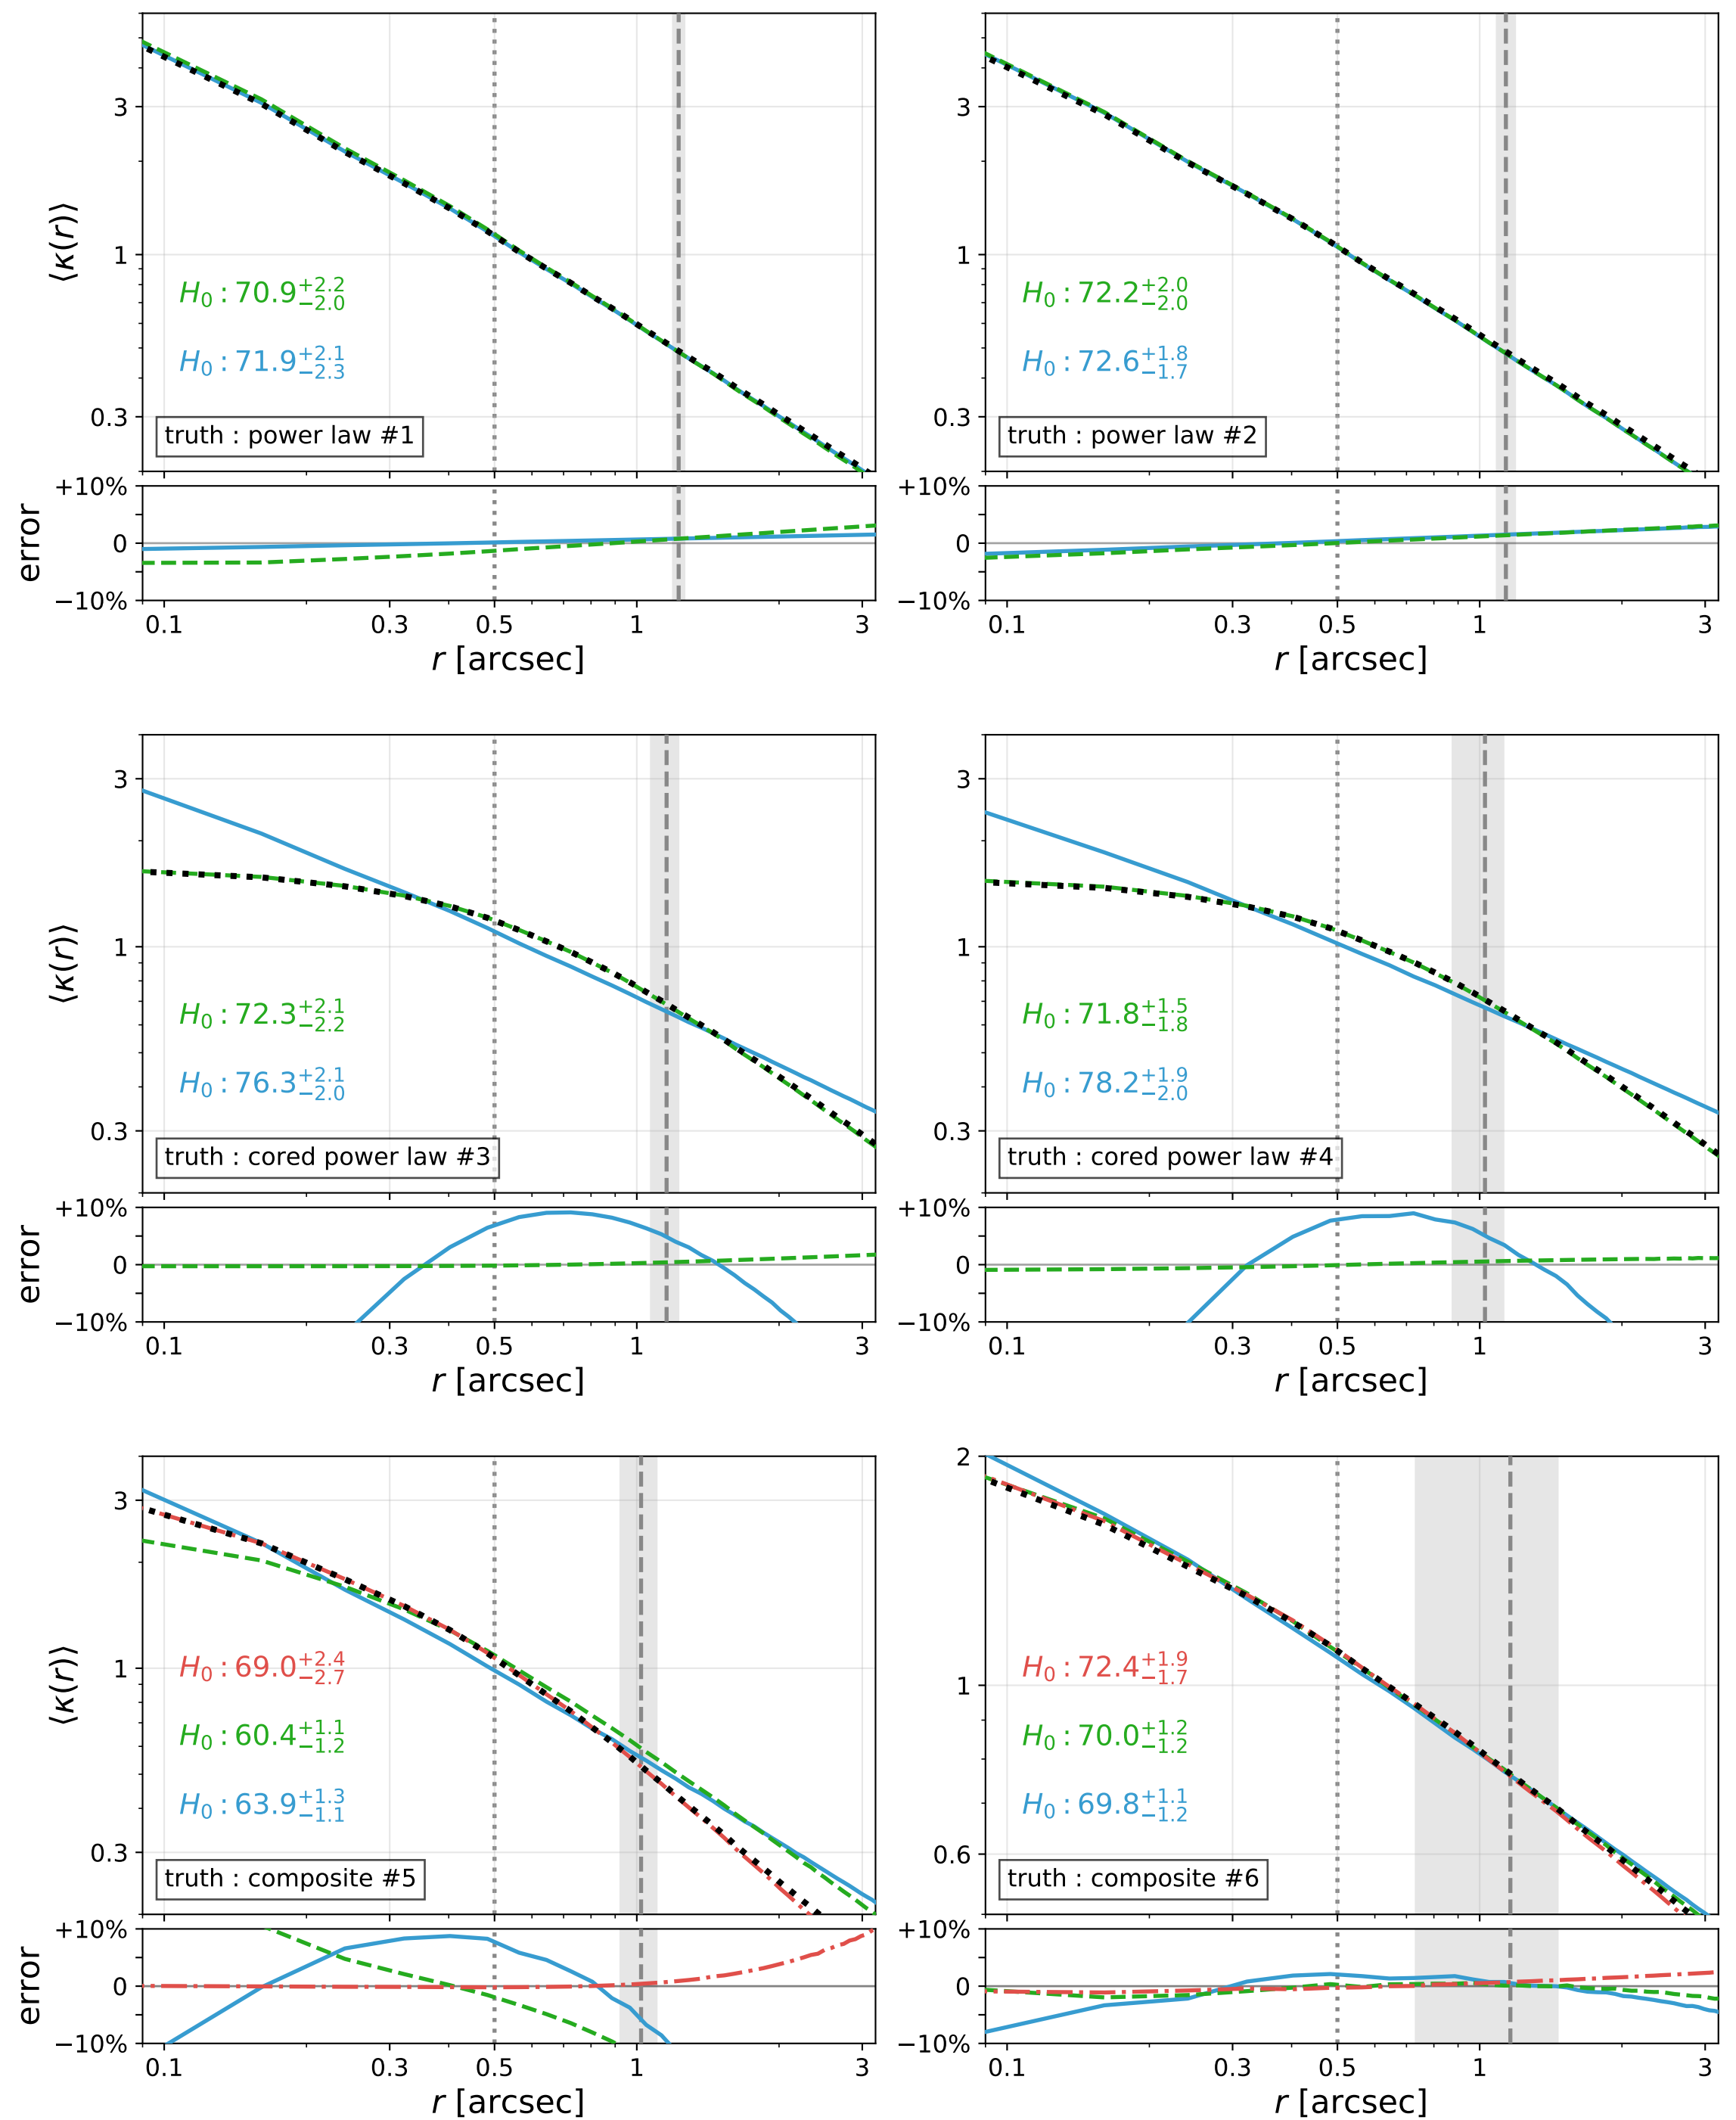 3
1
0.3
⟨κ(r)⟩
H₀ : 70.9 +2.2 −2.0
H₀ : 71.9 +2.1 −2.3
truth : power law #1
+10%
0
−10%
error
0.1 0.3 0.5 1 3
r [arcsec]
3
1
0.3
H₀ : 72.2 +2.0 −2.0
H₀ : 72.6 +1.8 −1.7
truth : power law #2
+10%
0
−10%
0.1 0.3 0.5 1 3
r [arcsec]
3
1
0.3
⟨κ(r)⟩
H₀ : 72.3 +2.1 −2.2
H₀ : 76.3 +2.1 −2.0
truth : cored power law #3
+10%
0
−10%
error
0.1 0.3 0.5 1 3
r [arcsec]
3
1
0.3
H₀ : 71.8 +1.5 −1.8
H₀ : 78.2 +1.9 −2.0
truth : cored power law #4
+10%
0
−10%
0.1 0.3 0.5 1 3
r [arcsec]
3
1
0.3
⟨κ(r)⟩
H₀ : 69.0 +2.4 −2.7
H₀ : 60.4 +1.1 −1.2
H₀ : 63.9 +1.3 −1.1
truth : composite #5
+10%
0
−10%
error
0.1 0.3 0.5 1 3
r [arcsec]
2
1
0.6
H₀ : 72.4 +1.9 −1.7
H₀ : 70.0 +1.2 −1.2
H₀ : 69.8 +1.1 −1.2
truth : composite #6
+10%
0
−10%
0.1 0.3 0.5 1 3
r [arcsec]